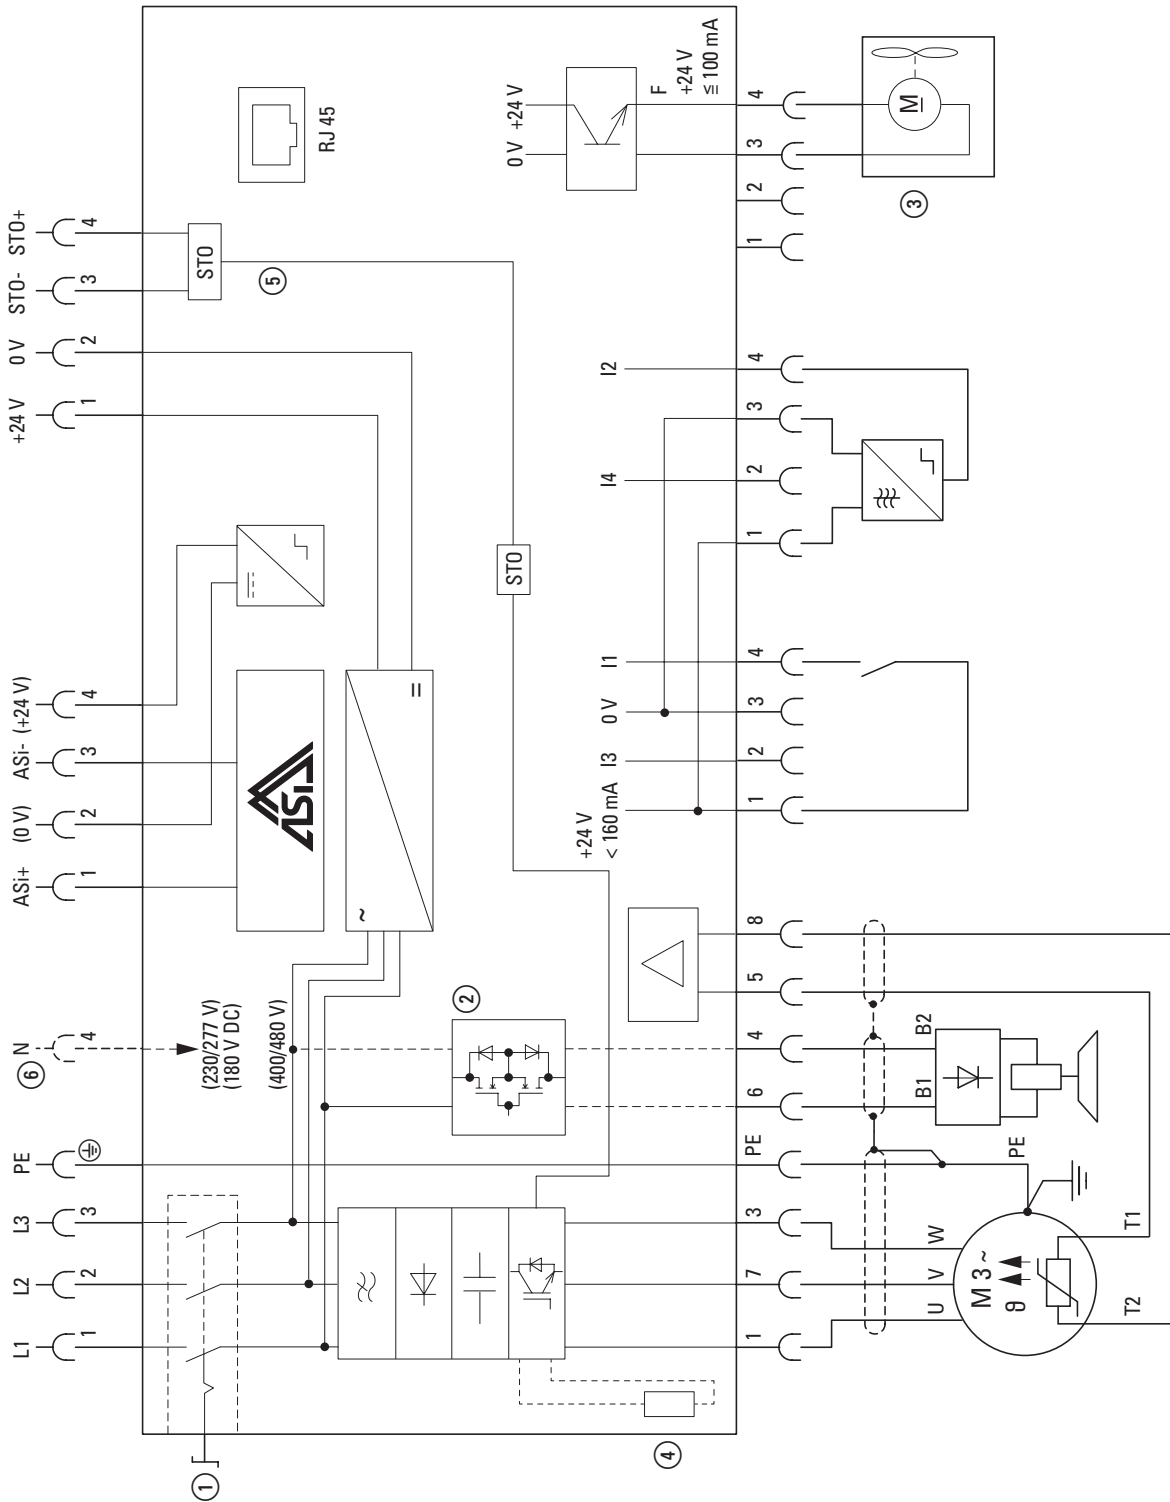 L1 L2 L3 PE N ASi+ (0 V) ASi- (+24 V) +24 V 0 V STO- STO+
6
1 2 3 4 1 2 3 4 1 2 3 4
1
(230/277 V)
(180 V DC)
(400/480 V)
ASi
~
=
STO
5
RJ 45
2
STO
0 V +24 V
4
+24 V
< 160 mA
I3 0 V I1 I4 I2
F
+24 V
≦ 100 mA
1 7 3 PE 6 4 5 8 1 2 3 4 1 2 3 4 1 2 3 4
U V W
B1 B2
M
3
M 3 ~
ϑ
PE
T2 T1